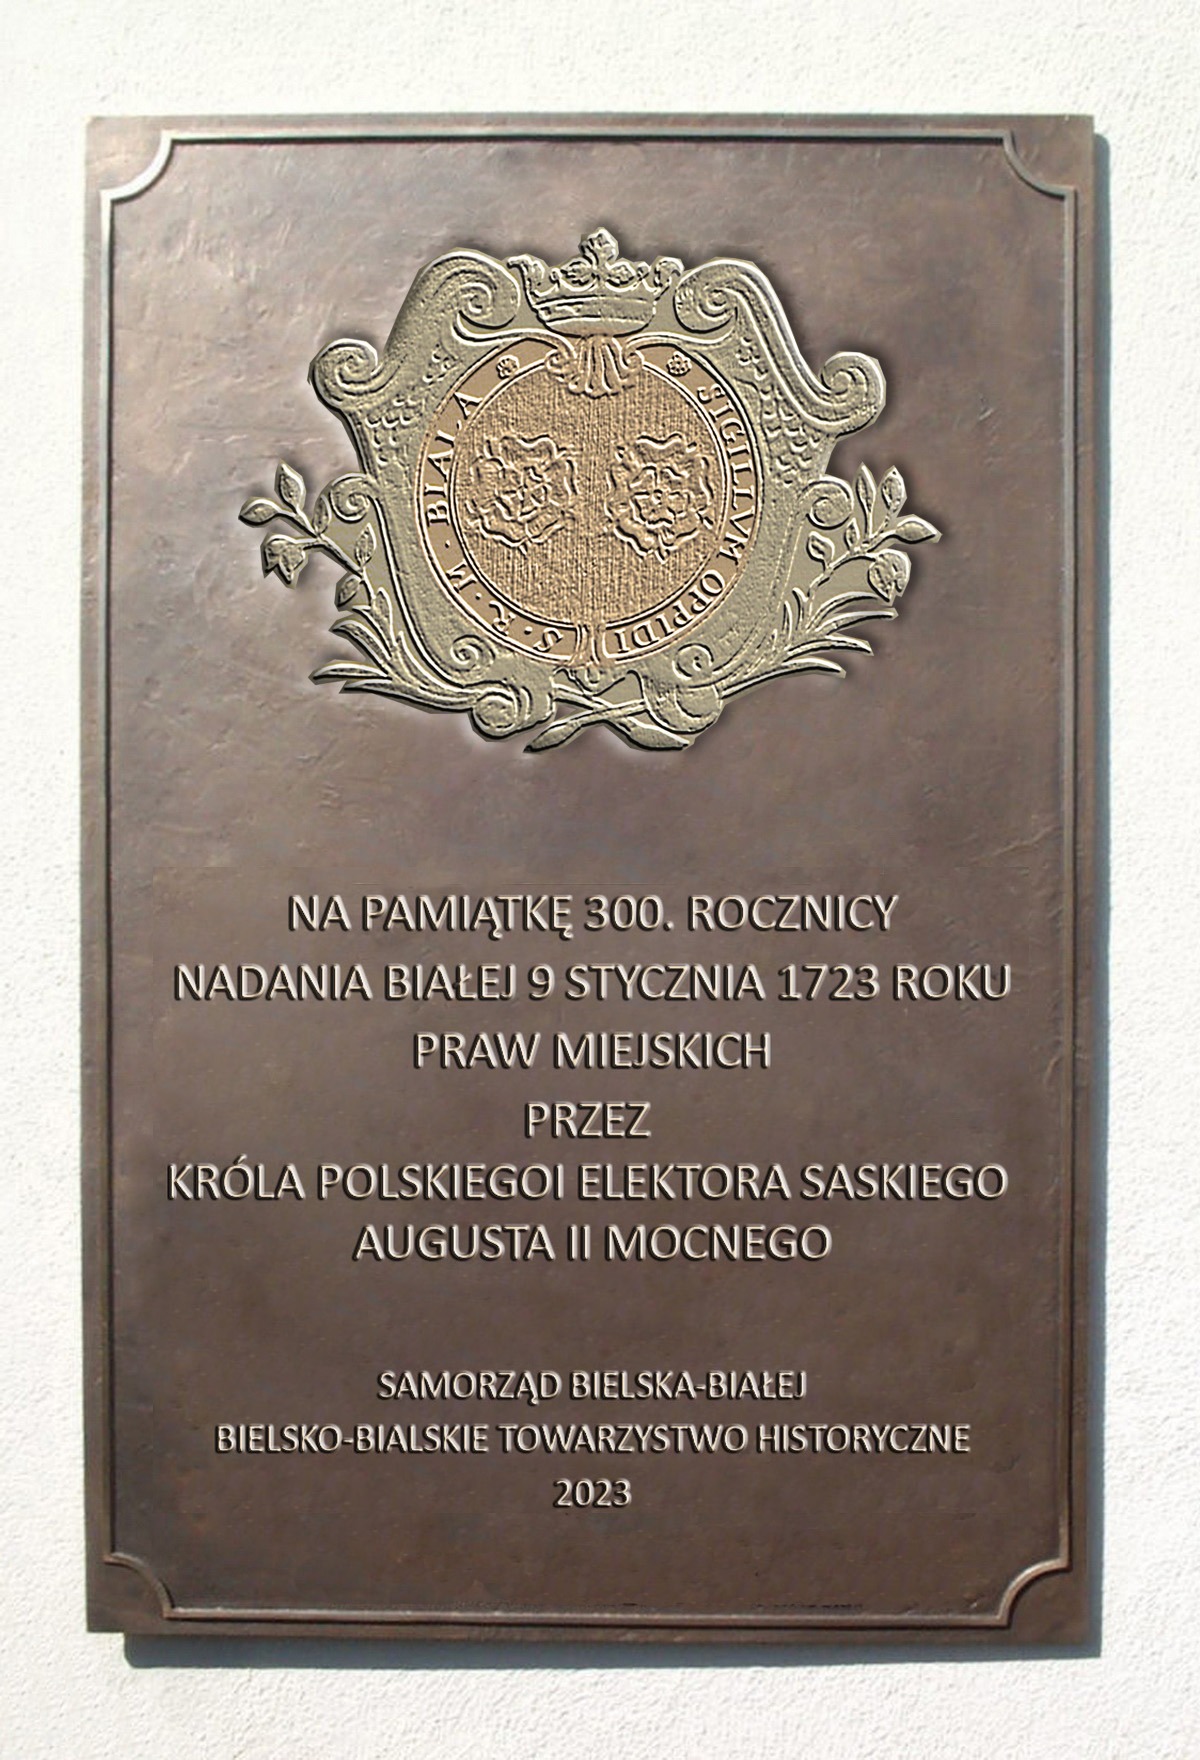 SIGILLVM OPPIDI S. R. M. BIALA
NA PAMIĄTKĘ 300. ROCZNICY
NADANIA BIAŁEJ 9 STYCZNIA 1723 ROKU
PRAW MIEJSKICH
PRZEZ
KRÓLA POLSKIEGOI ELEKTORA SASKIEGO
AUGUSTA II MOCNEGO
SAMORZĄD BIELSKA-BIAŁEJ
BIELSKO-BIALSKIE TOWARZYSTWO HISTORYCZNE
2023